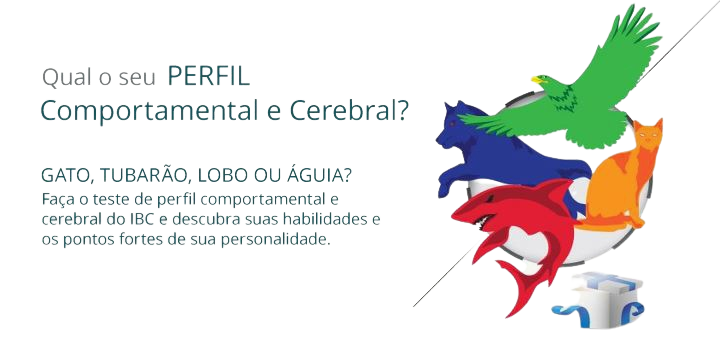 Qual o seu PERFIL
Comportamental e Cerebral?
GATO, TUBARÃO, LOBO OU ÁGUIA?
Faça o teste de perfil comportamental e
cerebral do IBC e descubra suas habilidades e
os pontos fortes de sua personalidade.